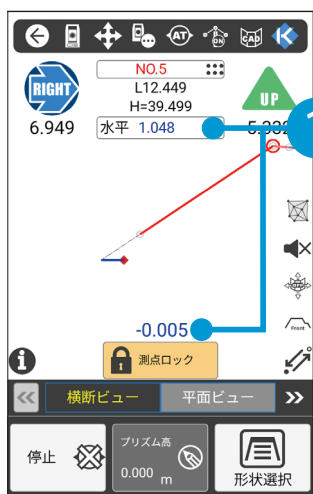 AT
BN
CAD
NO.5
RIGHT
L12.449
UP
H=39.499
6.949
水平 1.048
1
Front
-0.005
測点ロック
横断ビュー
平面ビュー
停止
プリズム高
0.000 m
形状選択